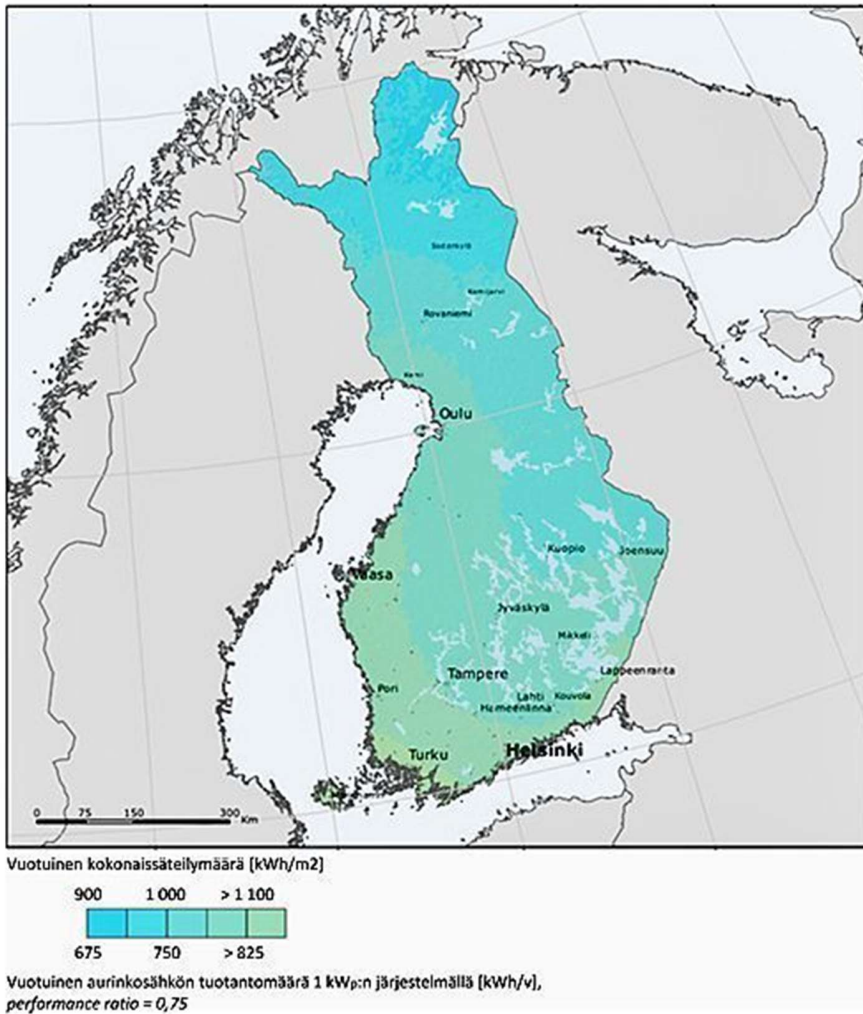 Sodankylä
Kemijärvi
Rovaniemi
Kemi
Oulu
Kuopio
Joensuu
Vaasa
Jyväskylä
Mikkeli
Tampere
Lappeenranta
Pori
Lahti
Kouvola
Hämeenlinna
Turku
Helsinki
0 75 150 300 Km
Vuotuinen kokonaissäteilymäärä [kWh/m2]
900 1 000 > 1 100
675 750 > 825
Vuotuinen aurinkosähkön tuotantomäärä 1 kWp:n järjestelmällä [kWh/v],
performance ratio = 0,75